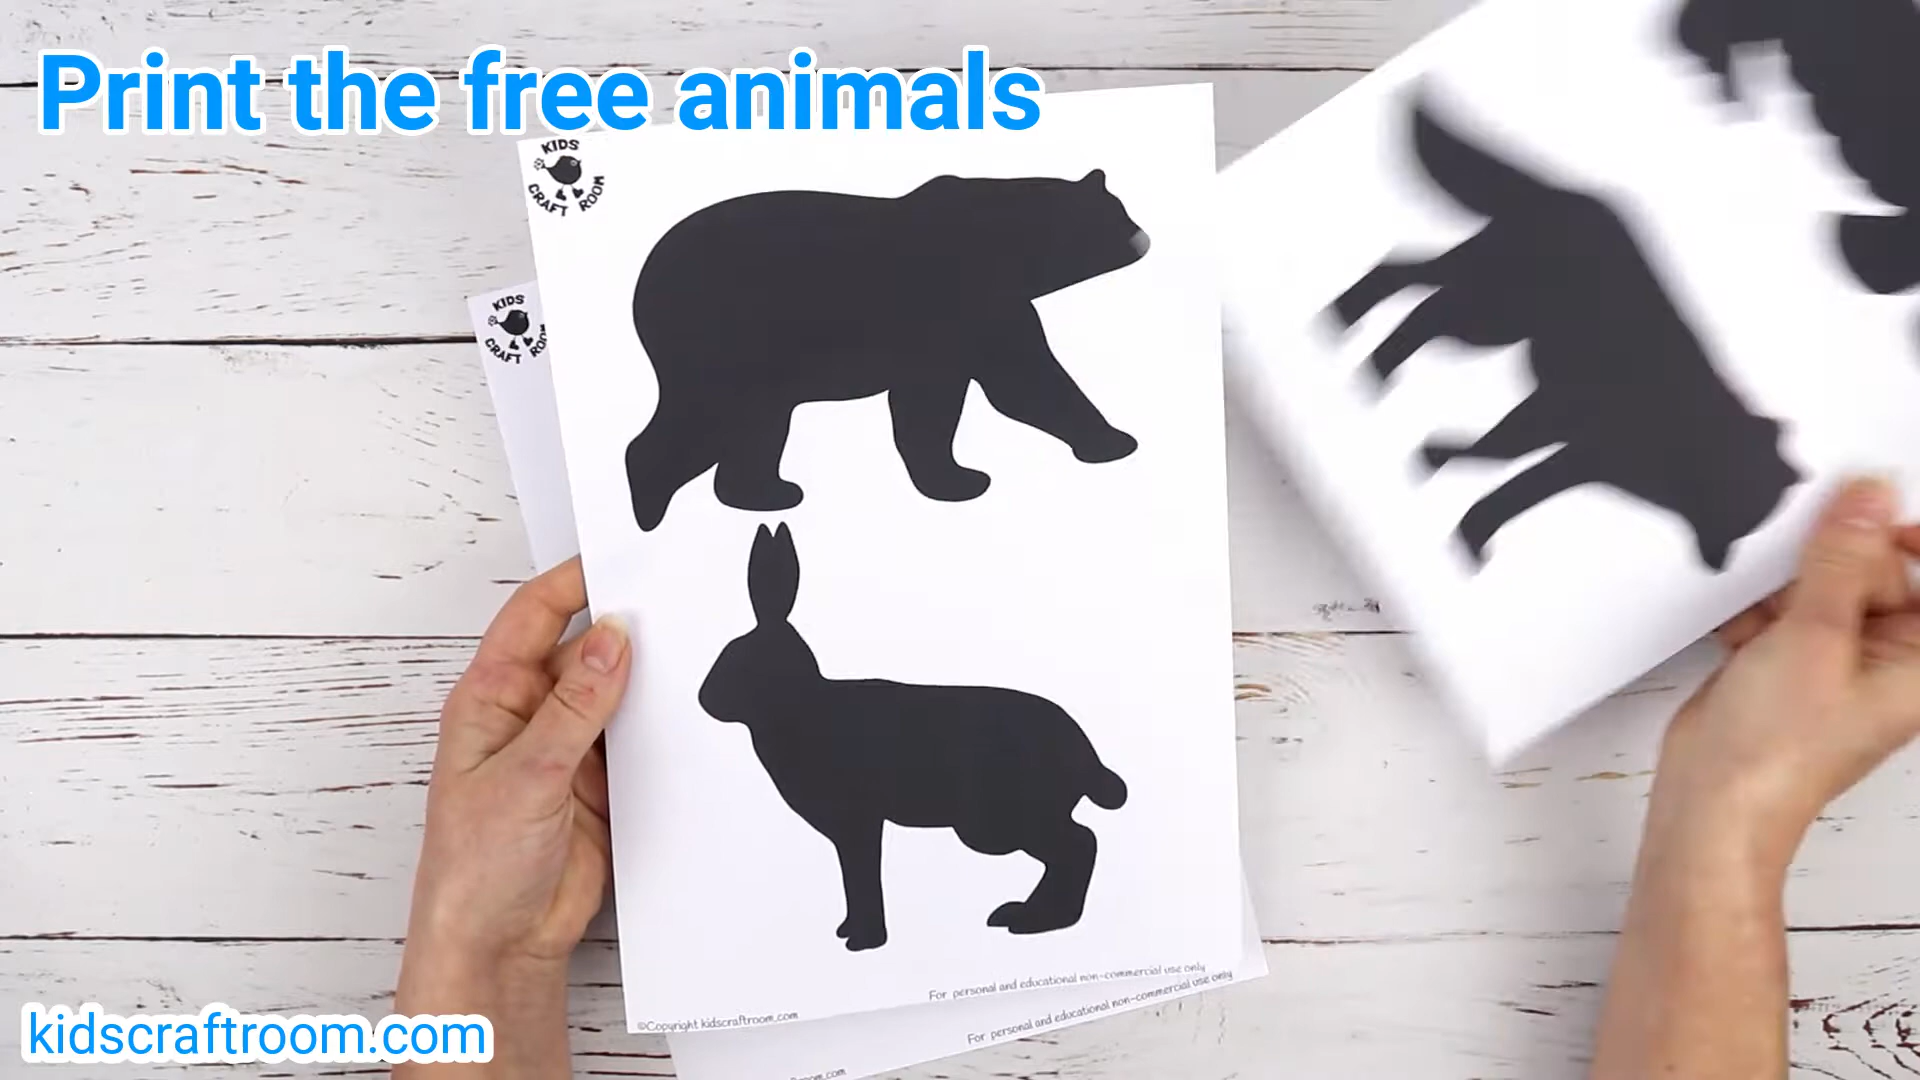 Print the free animals
KIDS
CRAFT ROOM
KIDS
CRAFT ROOM
For personal and educational non-commercial use only
©Copyright kidscraftroom.com
For personal and educational non-commercial use only
kidscraftroom.com